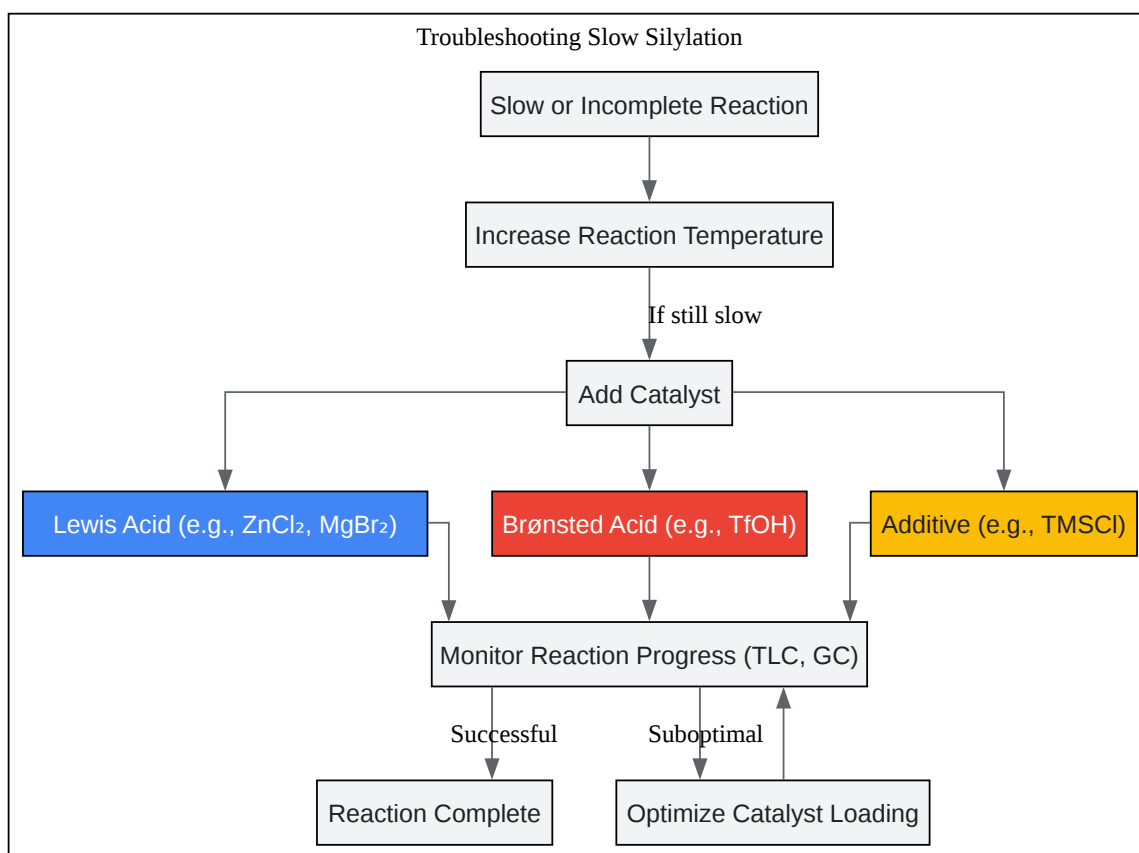 Troubleshooting Slow Silylation
Slow or Incomplete Reaction
Increase Reaction Temperature
If still slow
Add Catalyst
Lewis Acid (e.g., ZnCl₂, MgBr₂)
Brønsted Acid (e.g., TfOH)
Additive (e.g., TMSCl)
Monitor Reaction Progress (TLC, GC)
Successful
Suboptimal
Reaction Complete
Optimize Catalyst Loading